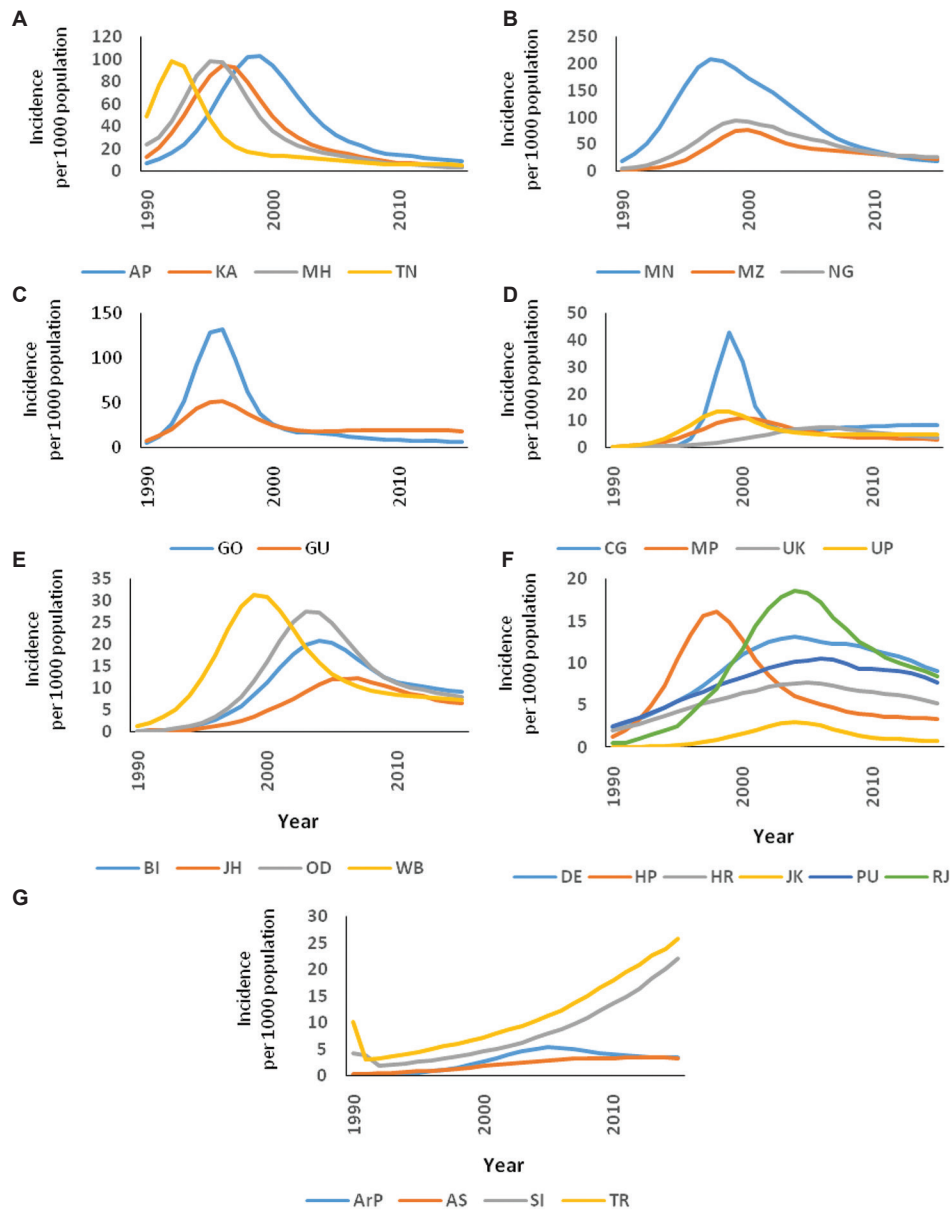 A
Incidence
per 1000 population
120
100
80
60
40
20
0
1990
2000
2010
AP KA MH TN
B
Incidence
per 1000 population
250
200
150
100
50
0
1990
2000
2010
MN MZ NG
C
Incidence
per 1000 population
150
100
50
0
1990
2000
2010
GO GU
D
Incidence
per 1000 population
50
40
30
20
10
0
1990
2000
2010
CG MP UK UP
E
Incidence
per 1000 population
35
30
25
20
15
10
5
0
1990
2000
2010
Year
BI JH OD WB
F
Incidence
per 1000 population
20
15
10
5
0
1990
2000
2010
Year
DE HP HR JK PU RJ
G
Incidence
per 1000 population
30
25
20
15
10
5
0
1990
2000
2010
Year
ArP AS SI TR